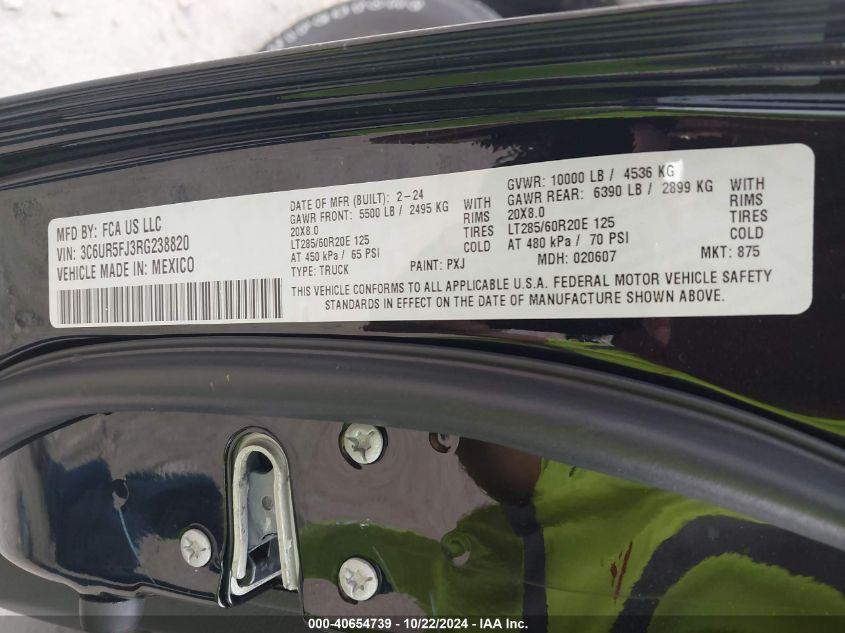 MFD BY: FCA US LLC
VIN: 3C6UR5FJ3RG238820
VEHICLE MADE IN: MEXICO
DATE OF MFR (BUILT): 2-24
GAWR FRONT: 5500 LB / 2495 KG WITH
20X8.0 RIMS
LT285/60R20E 125 TIRES
AT 450 kPa / 65 PSI COLD
TYPE: TRUCK PAINT: PXJ
GVWR: 10000 LB / 4536 KG
GAWR REAR: 6390 LB / 2899 KG WITH
20X8.0 RIMS
LT285/60R20E 125 TIRES
AT 480 kPa / 70 PSI COLD
MDH: 020607 MKT: 875
THIS VEHICLE CONFORMS TO ALL APPLICABLE U.S.A. FEDERAL MOTOR VEHICLE SAFETY
STANDARDS IN EFFECT ON THE DATE OF MANUFACTURE SHOWN ABOVE.
000-40654739 - 10/22/2024 - IAA Inc.